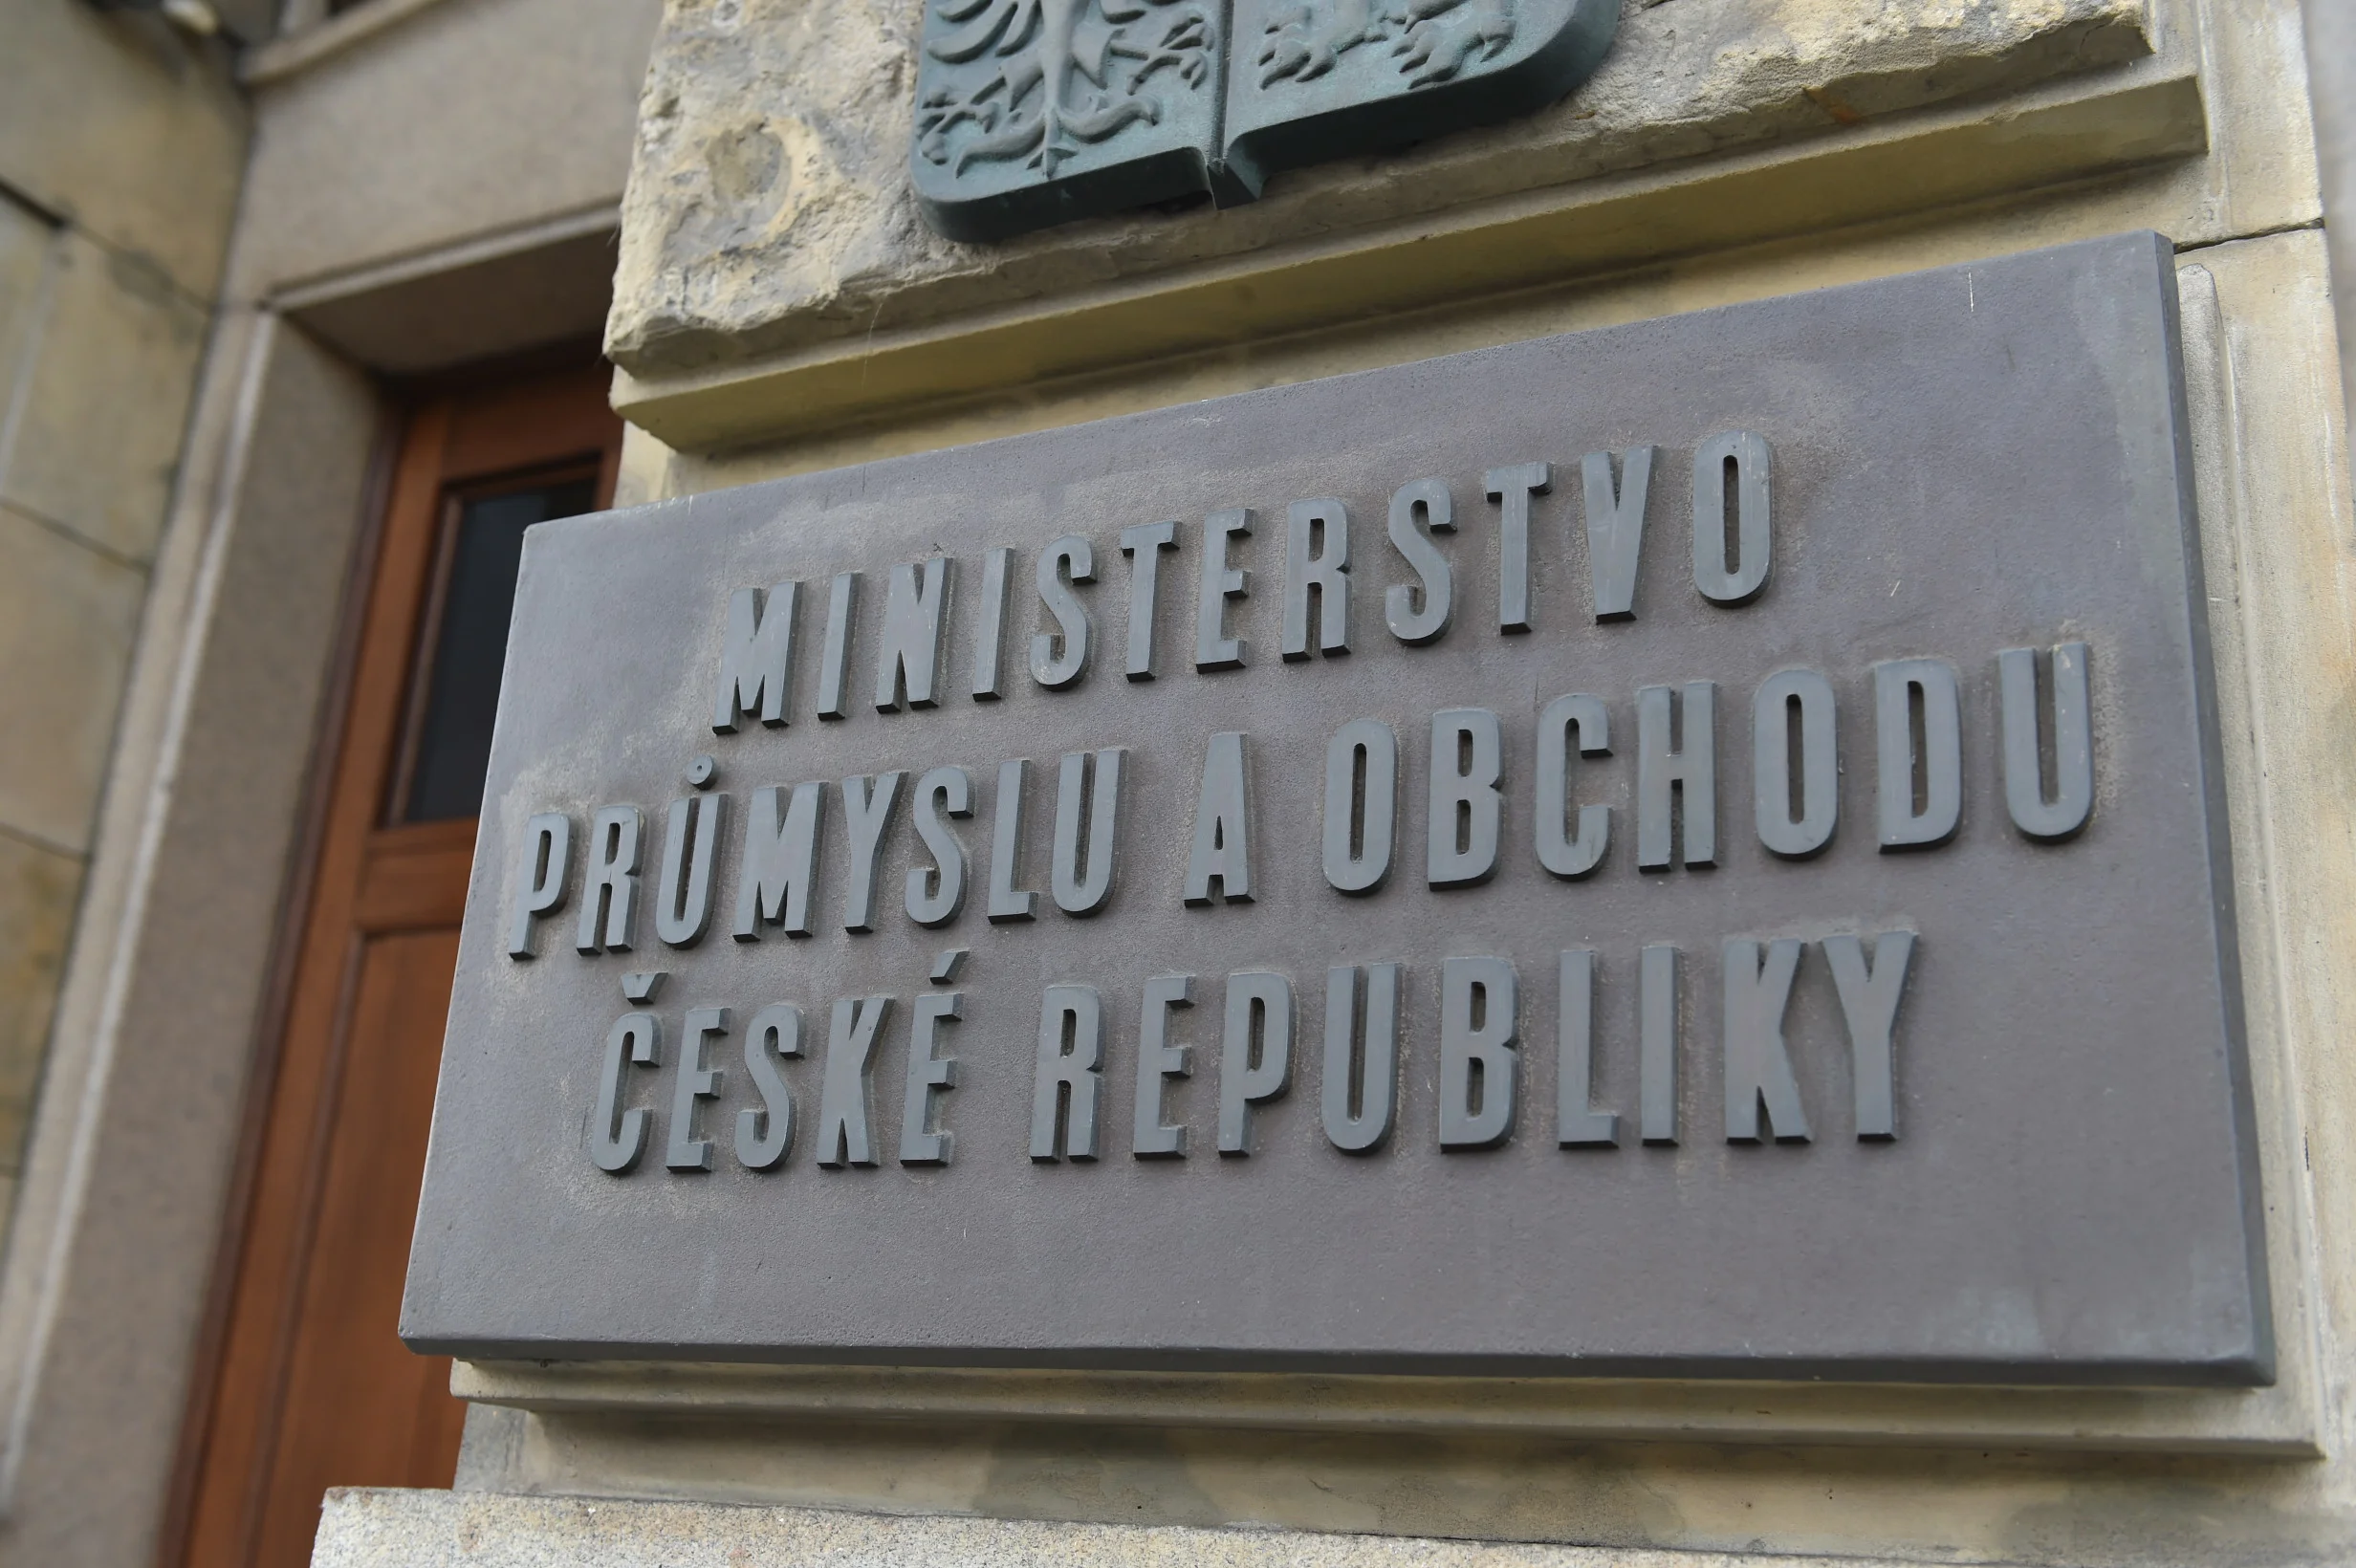 MINISTERSTVO
PRŮMYSLU A OBCHODU
ČESKÉ REPUBLIKY